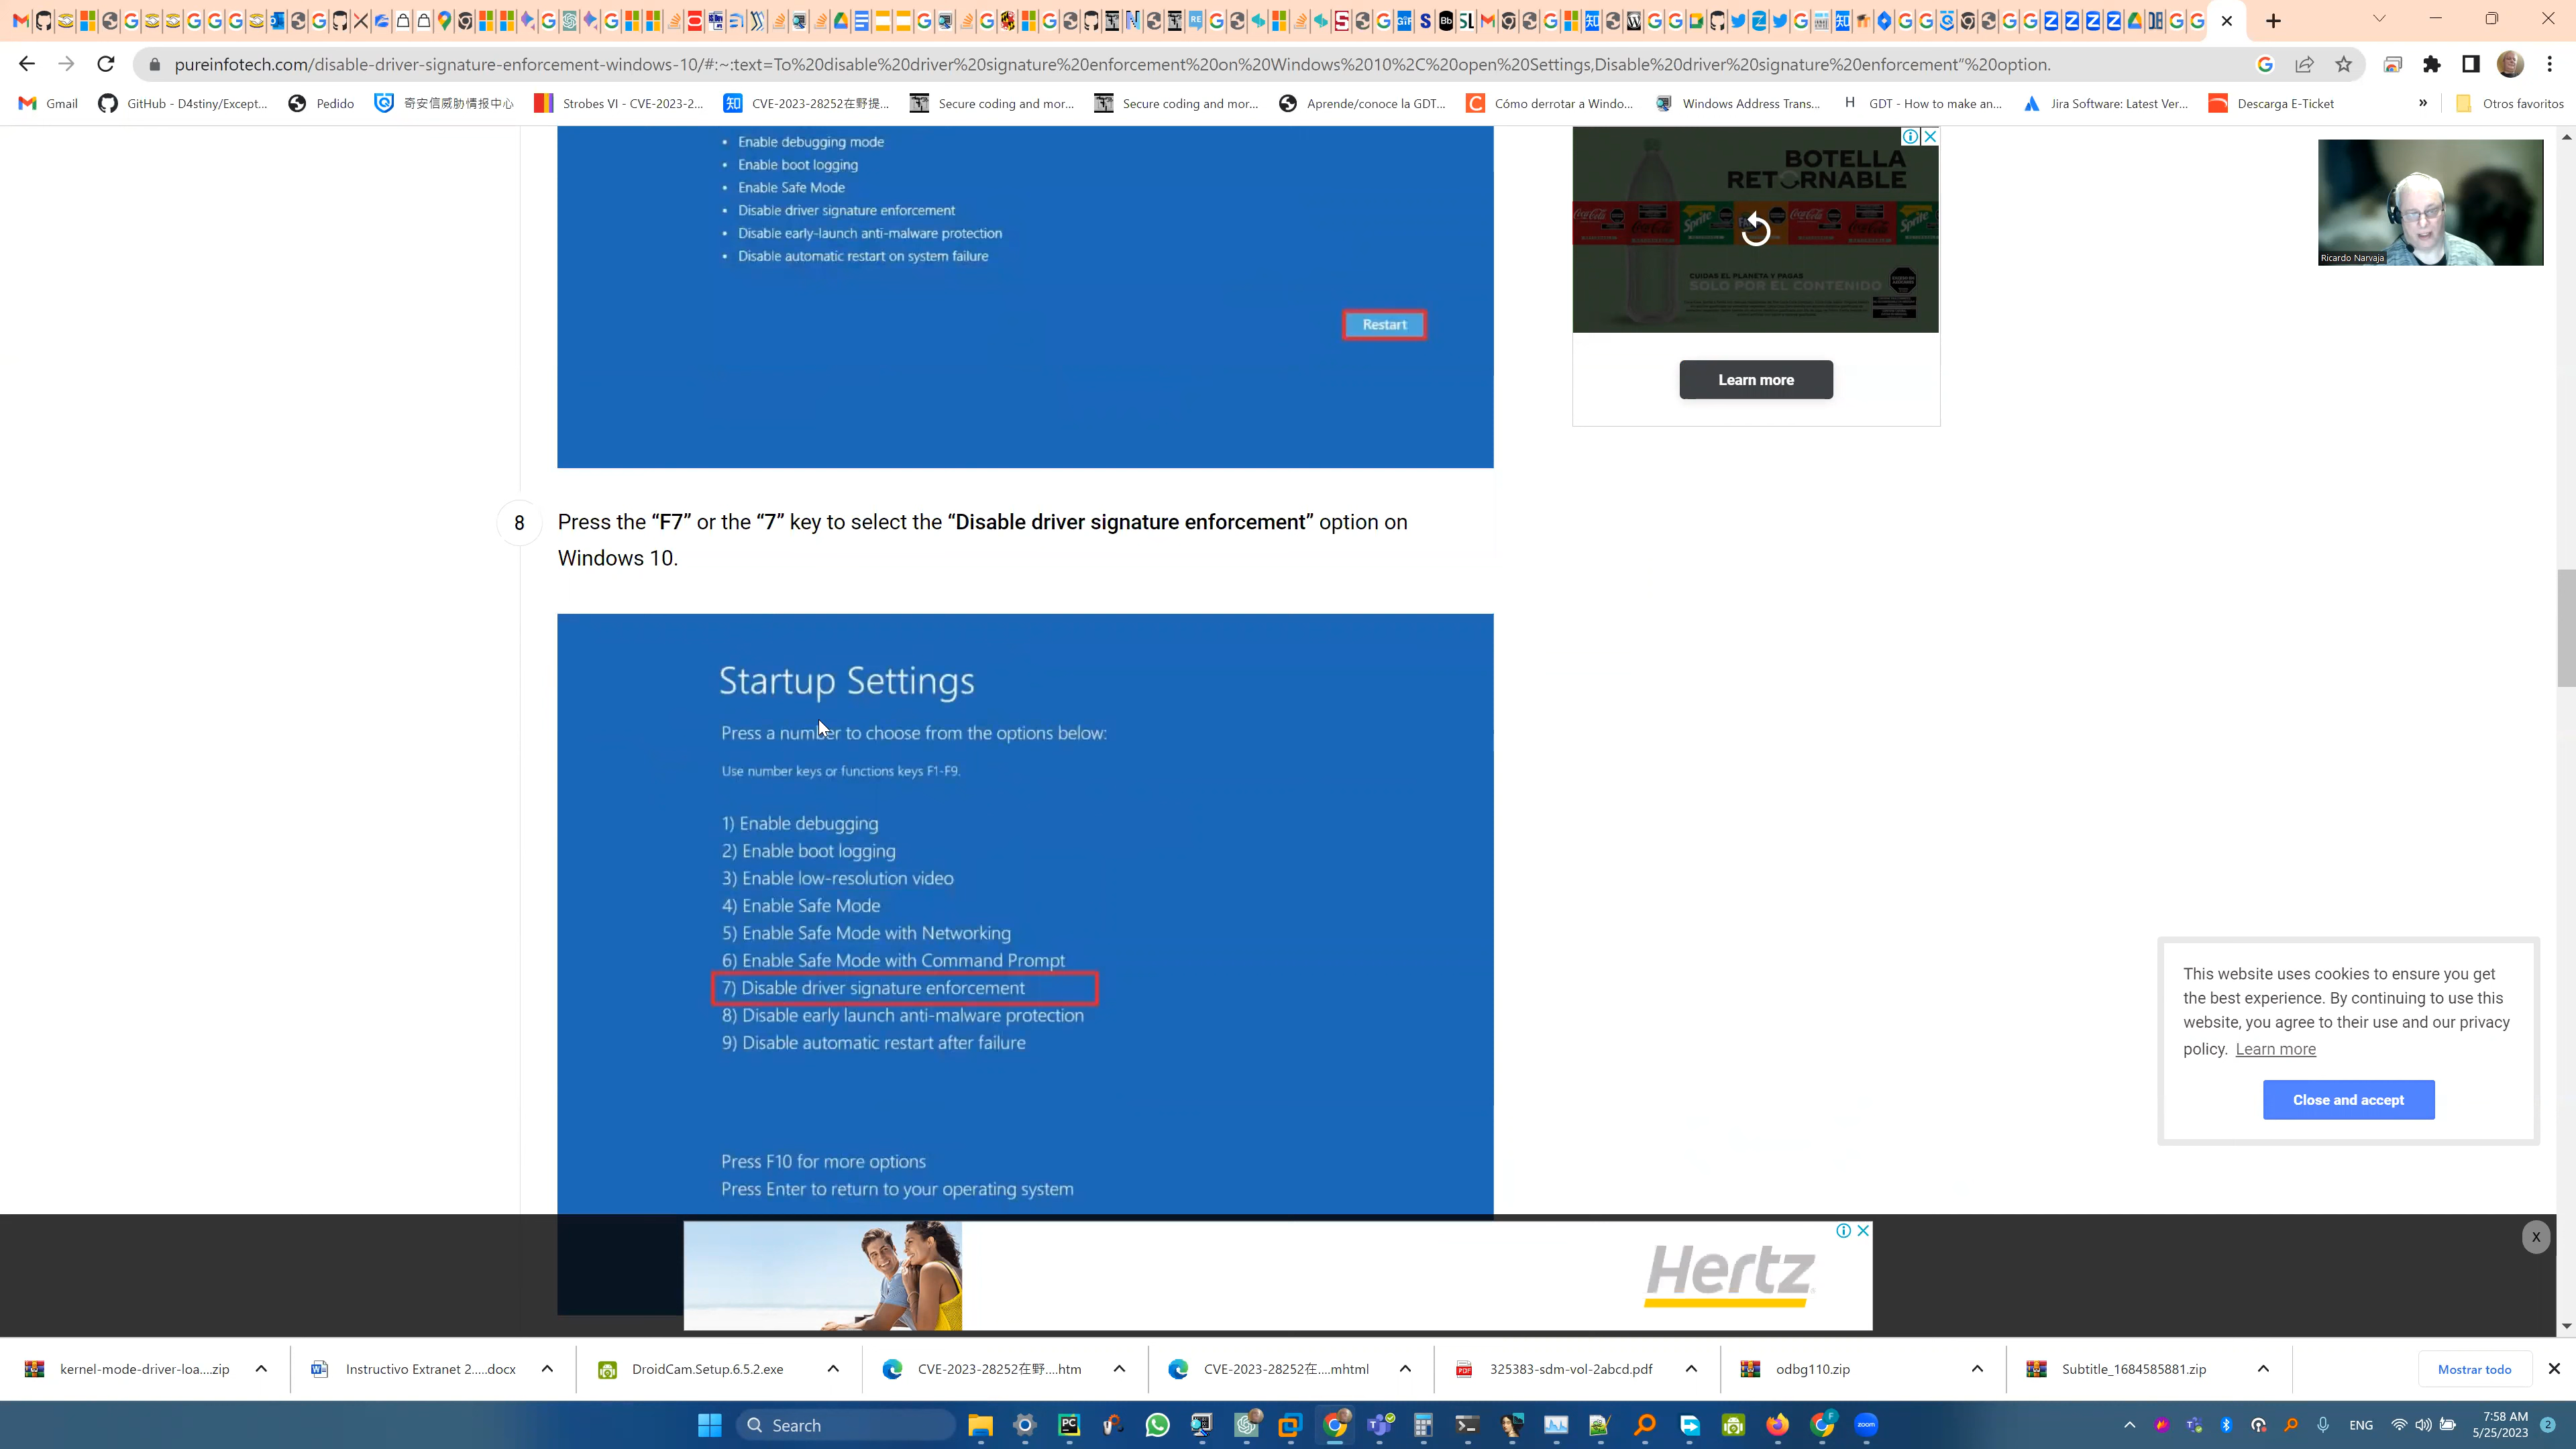 pureinfotech.com/disable-driver-signature-enforcement-windows-10/#:~:text=To%20disable%20driver%20signature%20enforcement%20on%20Windows%2010%2C%20open%20Settings,Disable%20driver%20signature%20enforcement”%20option.
Gmail
GitHub - D4stiny/Except...
Pedido
奇安信威胁情报中心
Strobes VI - CVE-2023-2...
CVE-2023-28252在野提...
Secure coding and mor...
Secure coding and mor...
Aprende/conoce la GDT...
Cómo derrotar a Windo...
Windows Address Trans...
GDT - How to make an...
Jira Software: Latest Ver...
Descarga E-Ticket
»
Otros favoritos
• Enable debugging mode
• Enable boot logging
• Enable Safe Mode
• Disable driver signature enforcement
• Disable early-launch anti-malware protection
• Disable automatic restart on system failure
Restart
BOTELLA
RETORNABLE
CUIDAS EL PLANETA Y PAGAS
SOLO POR EL CONTENIDO
Learn more
Ricardo Narvaja
8
Press the “F7” or the “7” key to select the “Disable driver signature enforcement” option on
Windows 10.
Startup Settings
Press a number to choose from the options below:
Use number keys or functions keys F1-F9.
1) Enable debugging
2) Enable boot logging
3) Enable low-resolution video
4) Enable Safe Mode
5) Enable Safe Mode with Networking
6) Enable Safe Mode with Command Prompt
7) Disable driver signature enforcement
8) Disable early launch anti-malware protection
9) Disable automatic restart after failure
Press F10 for more options
Press Enter to return to your operating system
This website uses cookies to ensure you get
the best experience. By continuing to use this
website, you agree to their use and our privacy
policy. Learn more
Close and accept
Hertz
X
kernel-mode-driver-loa....zip
Instructivo Extranet 2.....docx
DroidCam.Setup.6.5.2.exe
CVE-2023-28252在野....htm
CVE-2023-28252在....mhtml
325383-sdm-vol-2abcd.pdf
odbg110.zip
Subtitle_1684585881.zip
Mostrar todo
Search
ENG
7:58 AM
5/25/2023
2